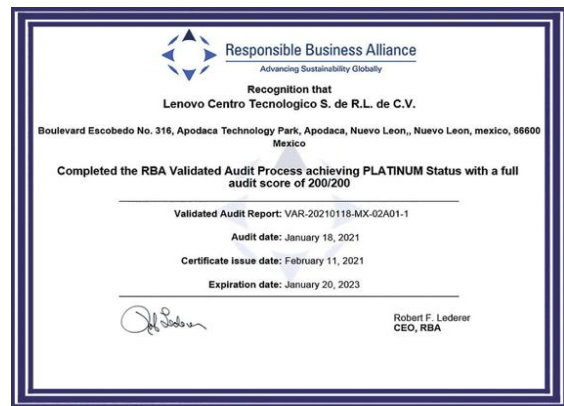 Responsible Business Alliance
Advancing Sustainability Globally
Recognition that
Lenovo Centro Tecnologico S. de R.L. de C.V.
Boulevard Escobedo No. 316, Apodaca Technology Park, Apodaca, Nuevo Leon,, Nuevo Leon, mexico, 66600
Mexico
Completed the RBA Validated Audit Process achieving PLATINUM Status with a full
audit score of 200/200
Validated Audit Report: VAR-20210118-MX-02A01-1
Audit date: January 18, 2021
Certificate issue date: February 11, 2021
Expiration date: January 20, 2023
Robert F. Lederer
CEO, RBA